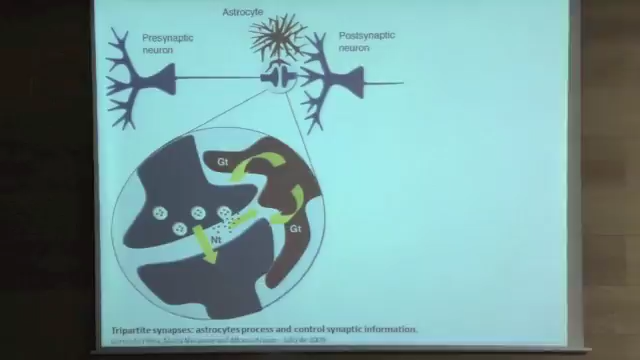 Astrocyte
Presynaptic
neuron
Postsynaptic
neuron
Gt
Nt
Gt
Tripartite synapses: astrocytes process and control synaptic information.